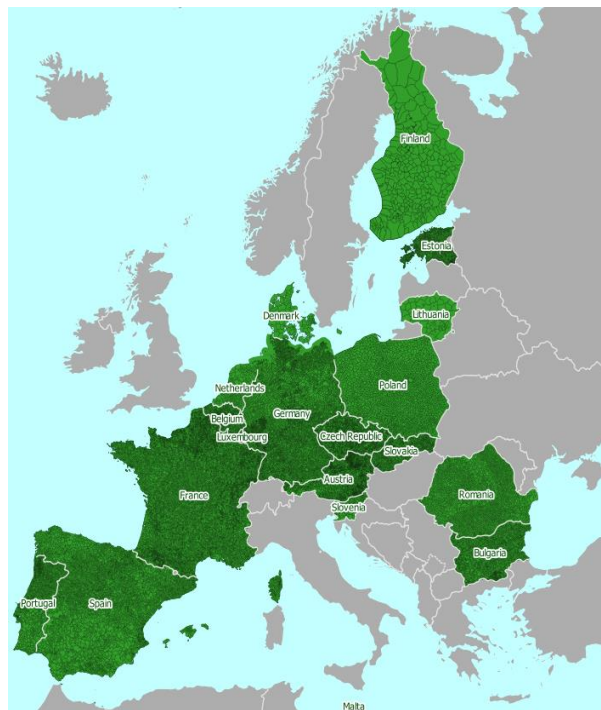 Finland
Estonia
Denmark
Lithuania
Netherlands
Poland
Belgium
Germany
Luxembourg
Czech Republic
Slovakia
Austria
France
Romania
Slovenia
Bulgaria
Portugal
Spain
Malta